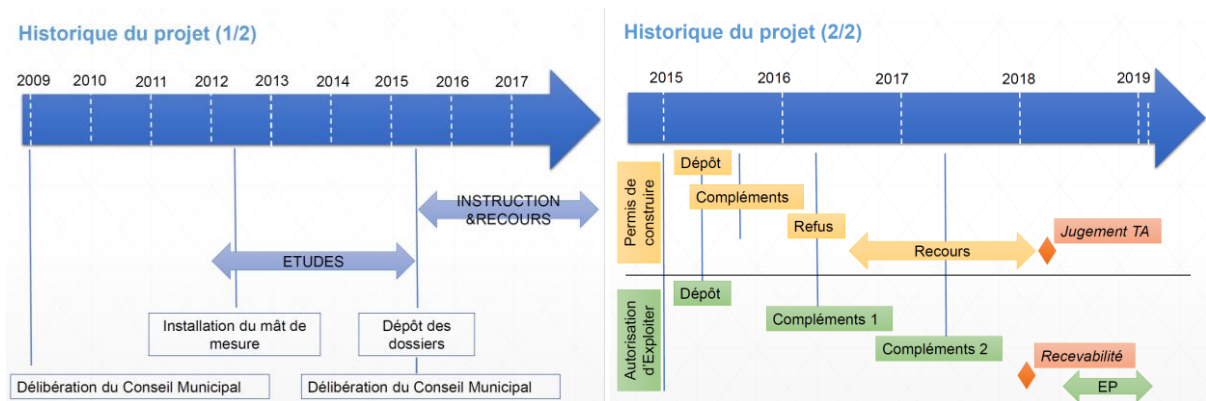 Historique du projet (1/2)
2009 2010 2011 2012 2013 2014 2015 2016 2017
INSTRUCTION
&RECOURS
ETUDES
Installation du mât de
mesure
Dépôt des
dossiers
Délibération du Conseil Municipal
Délibération du Conseil Municipal
Historique du projet (2/2)
2015 2016 2017 2018 2019
Permis de
construire
Dépôt
Compléments
Refus
Recours
Jugement TA
Autorisation
d'Exploiter
Dépôt
Compléments 1
Compléments 2
Recevabilité
EP